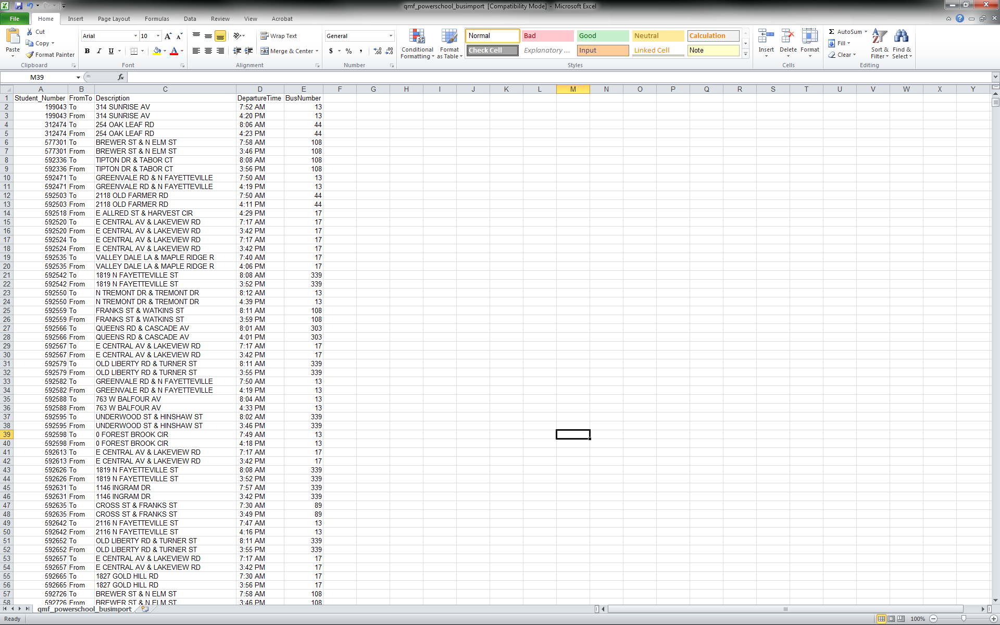 qmf_powerschool_busimport [Compatibility Mode] - Microsoft Excel
File Home Insert Page Layout Formulas Data Review View Acrobat
Paste Cut Copy Format Painter Clipboard
Arial 10 B I U Font
Wrap Text Merge & Center Alignment
General $ % , Number
Conditional Formatting Format as Table Normal Bad Good Neutral Calculation
Check Cell Explanatory ... Input Linked Cell Note Styles
Insert Delete Format Cells
AutoSum Fill Clear Sort & Filter Find & Select Editing
M39 fx
A B C D E F G H I J K L M N O P Q R S T U V W X Y
1 Student_Number FromTo Description DepartureTime BusNumber
2 199043 To 314 SUNRISE AV 7:52 AM 13
3 199043 From 314 SUNRISE AV 4:20 PM 13
4 312474 To 254 OAK LEAF RD 8:06 AM 44
5 312474 From 254 OAK LEAF RD 4:23 PM 44
6 577301 To BREWER ST & N ELM ST 7:58 AM 108
7 577301 From BREWER ST & N ELM ST 3:46 PM 108
8 592336 To TIPTON DR & TABOR CT 8:08 AM 108
9 592336 From TIPTON DR & TABOR CT 3:56 PM 108
10 592471 To GREENVALE RD & N FAYETTEVILLE 7:50 AM 13
11 592471 From GREENVALE RD & N FAYETTEVILLE 4:19 PM 13
12 592503 To 2118 OLD FARMER RD 7:50 AM 44
13 592503 From 2118 OLD FARMER RD 4:11 PM 44
14 592518 From E ALLRED ST & HARVEST CIR 4:29 PM 17
15 592520 To E CENTRAL AV & LAKEVIEW RD 7:17 AM 17
16 592520 From E CENTRAL AV & LAKEVIEW RD 3:42 PM 17
17 592524 To E CENTRAL AV & LAKEVIEW RD 7:17 AM 17
18 592524 From E CENTRAL AV & LAKEVIEW RD 3:42 PM 17
19 592535 To VALLEY DALE LA & MAPLE RIDGE R 7:40 AM 17
20 592535 From VALLEY DALE LA & MAPLE RIDGE R 4:06 PM 17
21 592542 To 1819 N FAYETTEVILLE ST 8:08 AM 339
22 592542 From 1819 N FAYETTEVILLE ST 3:52 PM 339
23 592550 To N TREMONT DR & TREMONT DR 8:12 AM 13
24 592550 From N TREMONT DR & TREMONT DR 4:39 PM 13
25 592559 To FRANKS ST & WATKINS ST 8:11 AM 108
26 592559 From FRANKS ST & WATKINS ST 3:59 PM 108
27 592566 To QUEENS RD & CASCADE AV 8:01 AM 303
28 592566 From QUEENS RD & CASCADE AV 4:01 PM 303
29 592567 To E CENTRAL AV & LAKEVIEW RD 7:17 AM 17
30 592567 From E CENTRAL AV & LAKEVIEW RD 3:42 PM 17
31 592579 To OLD LIBERTY RD & TURNER ST 8:11 AM 339
32 592579 From OLD LIBERTY RD & TURNER ST 3:55 PM 339
33 592582 To GREENVALE RD & N FAYETTEVILLE 7:50 AM 13
34 592582 From GREENVALE RD & N FAYETTEVILLE 4:19 PM 13
35 592588 To 763 W BALFOUR AV 8:04 AM 13
36 592588 From 763 W BALFOUR AV 4:33 PM 13
37 592595 To UNDERWOOD ST & HINSHAW ST 8:02 AM 339
38 592595 From UNDERWOOD ST & HINSHAW ST 3:46 PM 339
39 592598 To 0 FOREST BROOK CIR 7:49 AM 13
40 592598 From 0 FOREST BROOK CIR 4:18 PM 13
41 592613 To E CENTRAL AV & LAKEVIEW RD 7:17 AM 17
42 592613 From E CENTRAL AV & LAKEVIEW RD 3:42 PM 17
43 592626 To 1819 N FAYETTEVILLE ST 8:08 AM 339
44 592626 From 1819 N FAYETTEVILLE ST 3:52 PM 339
45 592631 To 1146 INGRAM DR 7:57 AM 339
46 592631 From 1146 INGRAM DR 3:42 PM 339
47 592635 To CROSS ST & FRANKS ST 7:30 AM 89
48 592635 From CROSS ST & FRANKS ST 3:49 PM 89
49 592642 To 2116 N FAYETTEVILLE ST 7:47 AM 13
50 592642 From 2116 N FAYETTEVILLE ST 4:16 PM 13
51 592652 To OLD LIBERTY RD & TURNER ST 8:11 AM 339
52 592652 From OLD LIBERTY RD & TURNER ST 3:55 PM 339
53 592657 To E CENTRAL AV & LAKEVIEW RD 7:17 AM 17
54 592657 From E CENTRAL AV & LAKEVIEW RD 3:42 PM 17
55 592665 To 1827 GOLD HILL RD 7:30 AM 17
56 592665 From 1827 GOLD HILL RD 3:56 PM 17
57 592726 To BREWER ST & N ELM ST 7:58 AM 108
58 592726 From BREWER ST & N ELM ST 3:46 PM 108
qmf_powerschool_busimport
Ready 100%